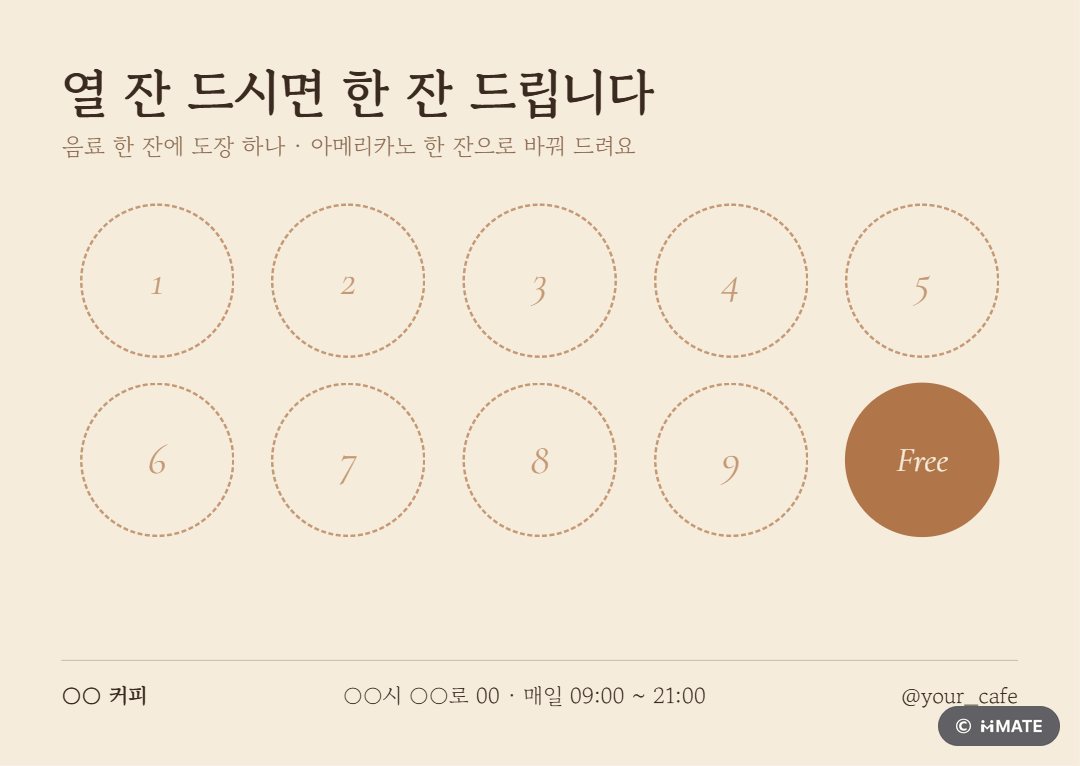 열 잔 드시면 한 잔 드립니다
음료 한 잔에 도장 하나 · 아메리카노 한 잔으로 바꿔 드려요
1 2 3 4 5
6 7 8 9 Free
○○ 커피 ○○시 ○○로 00 · 매일 09:00 ~ 21:00 @your_cafe
© MMATE